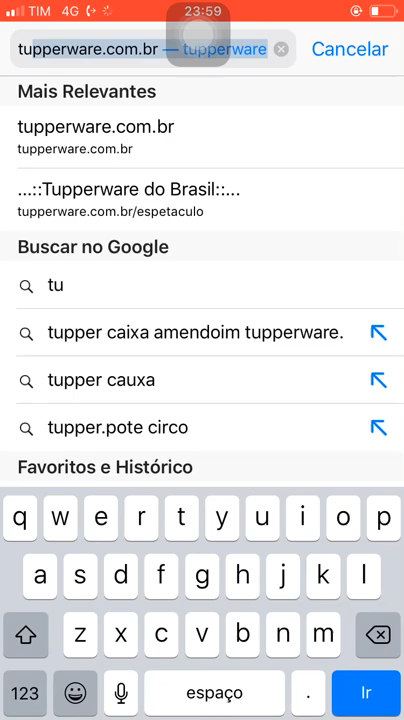 TIM 4G 23:59
tupperware.com.br — tupperware Cancelar
Mais Relevantes
tupperware.com.br
tupperware.com.br
...::Tupperware do Brasil::...
tupperware.com.br/espetaculo
Buscar no Google
tu
tupper caixa amendoim tupperware.
tupper cauxa
tupper.pote circo
Favoritos e Histórico
q w e r t y u i o p
a s d f g h j k l
z x c v b n m
123 espaço . Ir